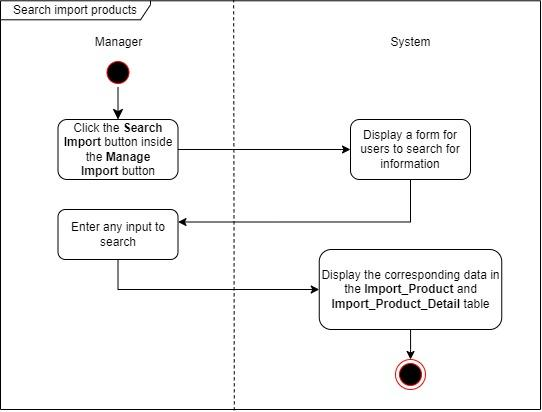 Search import products
Manager
System
Click the Search
Import button inside
the Manage
Import button
Display a form for
users to search for
information
Enter any input to
search
Display the corresponding data in
the Import_Product and
Import_Product_Detail table